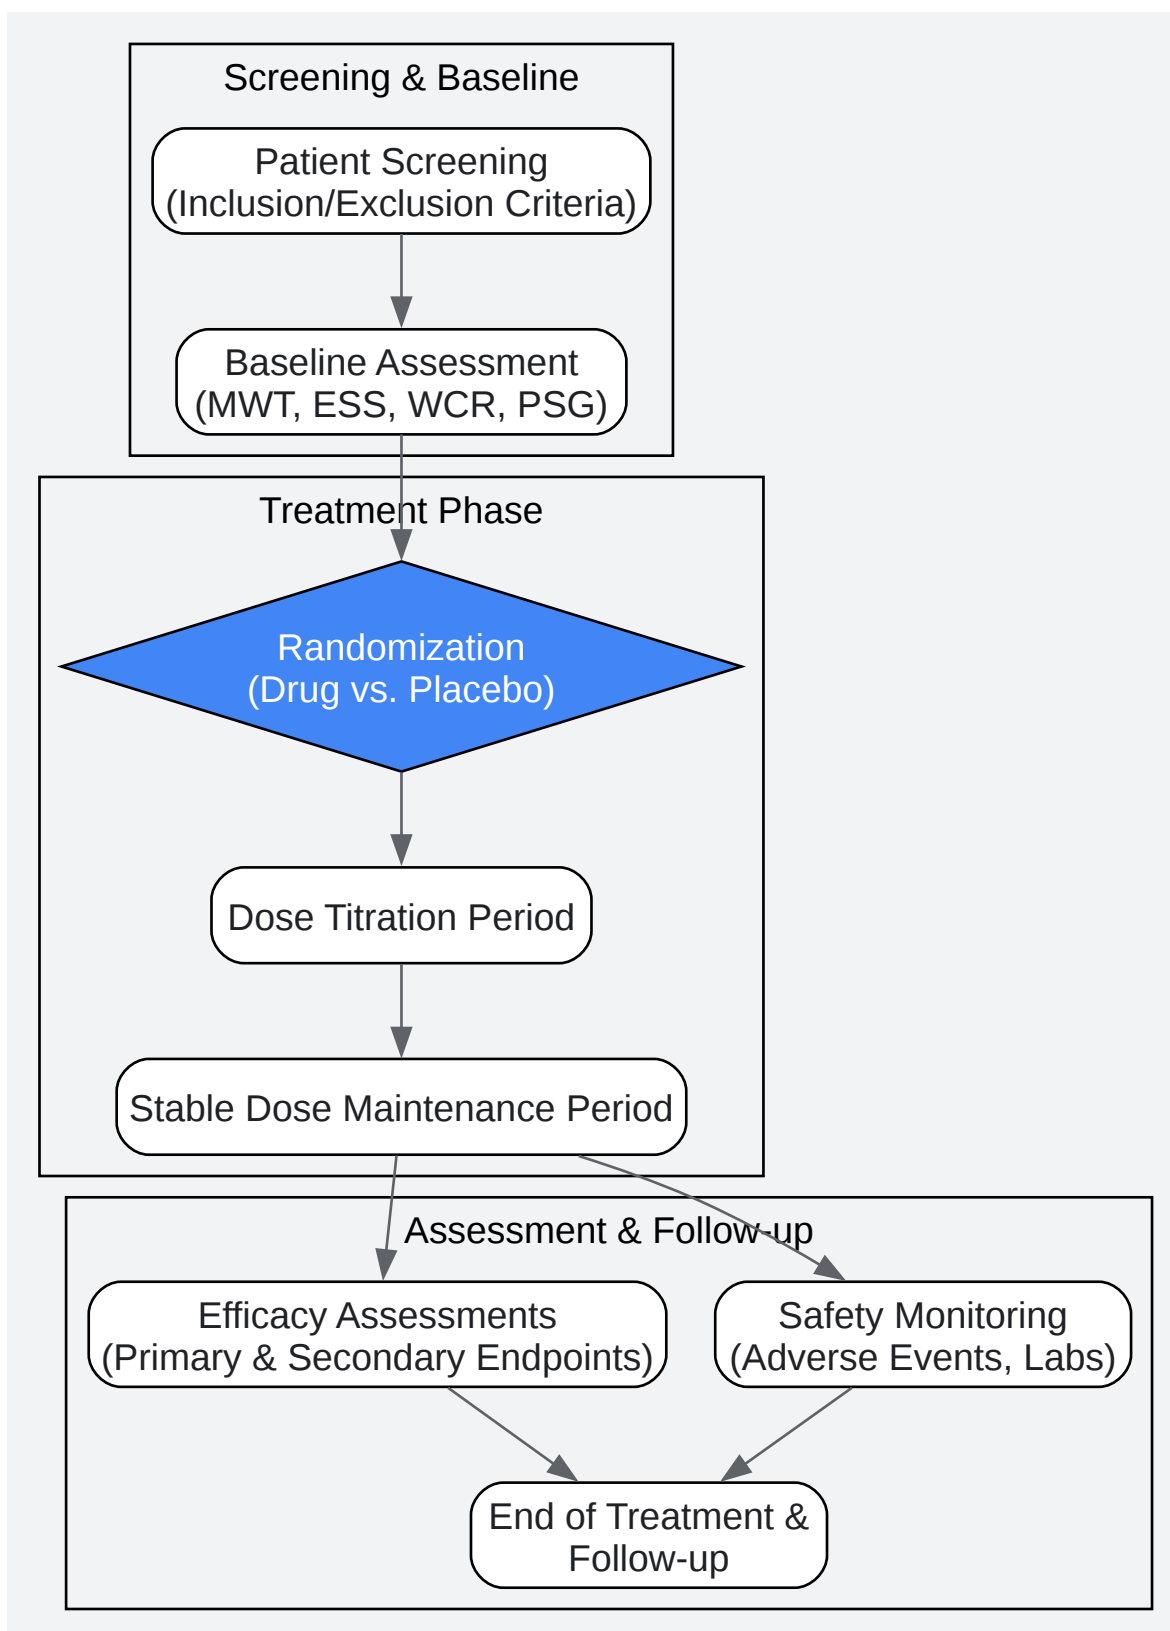 Screening & Baseline
Patient Screening
(Inclusion/Exclusion Criteria)
Baseline Assessment
(MWT, ESS, WCR, PSG)
Treatment Phase
Randomization
(Drug vs. Placebo)
Dose Titration Period
Stable Dose Maintenance Period
Assessment & Follow-up
Efficacy Assessments
(Primary & Secondary Endpoints)
Safety Monitoring
(Adverse Events, Labs)
End of Treatment &
Follow-up